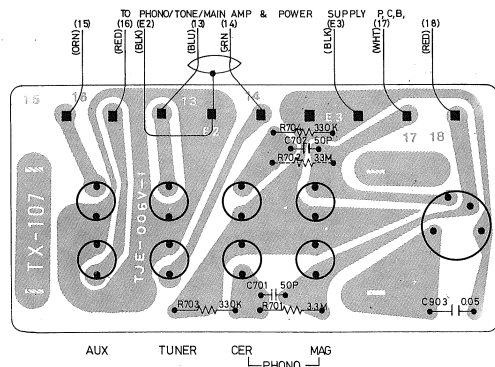 TO PHONO/TONE/MAIN AMP & POWER SUPPLY P,C,B,
(15) (ORN)
(16) (RED)
(E2) (BLK)
(13) (BLU)
(14) GRN
(E3) (BLK)
(17) (WHT)
(18) (RED)
15 16 13 14 E2 E3 17 18
R704 330K
C702 50P
R702 3.3M
TX-107
TJE-006V-1
C701 50P
R703 330K
R701 3.3M
C903 0.05
AUX TUNER CER MAG
PHONO